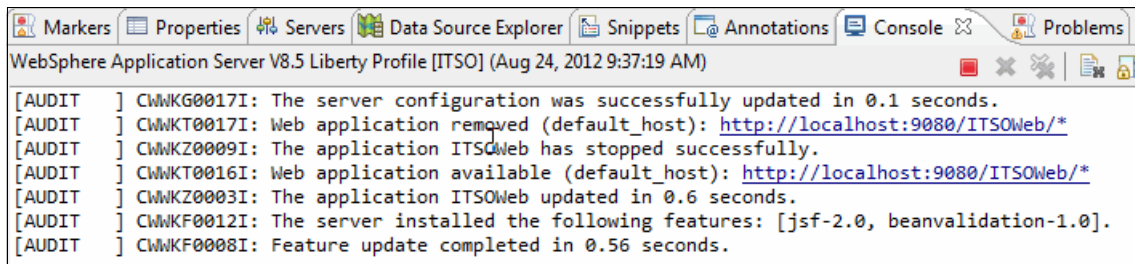 Markers Properties Servers Data Source Explorer Snippets Annotations Console Problems
WebSphere Application Server V8.5 Liberty Profile [ITSO] (Aug 24, 2012 9:37:19 AM)
[AUDIT   ] CWWKG0017I: The server configuration was successfully updated in 0.1 seconds.
[AUDIT   ] CWWKT0017I: Web application removed (default_host): http://localhost:9080/ITSOWeb/*
[AUDIT   ] CWWKZ0009I: The application ITSOWeb has stopped successfully.
[AUDIT   ] CWWKT0016I: Web application available (default_host): http://localhost:9080/ITSOWeb/*
[AUDIT   ] CWWKZ0003I: The application ITSOWeb updated in 0.6 seconds.
[AUDIT   ] CWWKF0012I: The server installed the following features: [jsf-2.0, beanvalidation-1.0].
[AUDIT   ] CWWKF0008I: Feature update completed in 0.56 seconds.